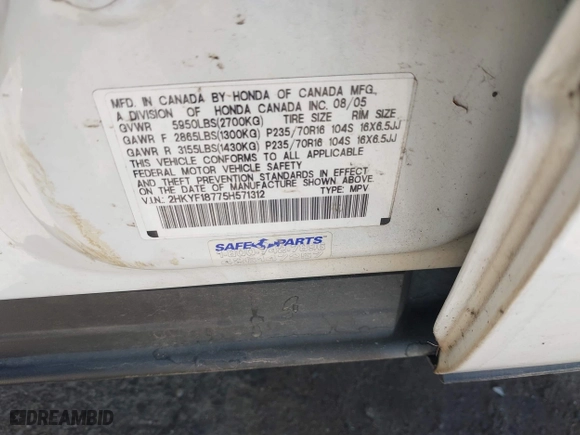 MFD. IN CANADA BY-HONDA OF CANADA MFG.,
A DIVISION OF HONDA CANADA INC. 08/05
GVWR 5950LBS(2700KG) TIRE SIZE RIM SIZE
GAWR F 2865LBS(1300KG) P235/70R16 104S 16X6.5JJ
GAWR R 3155LBS(1430KG) P235/70R16 104S 16X6.5JJ
THIS VEHICLE CONFORMS TO ALL APPLICABLE
FEDERAL MOTOR VEHICLE SAFETY
AND THEFT PREVENTION STANDARDS IN EFFECT
ON THE DATE OF MANUFACTURE SHOWN ABOVE.
V.I.N.: 2HKYF18775H571312 TYPE: MPV
SAFE PARTS
DREAMBID